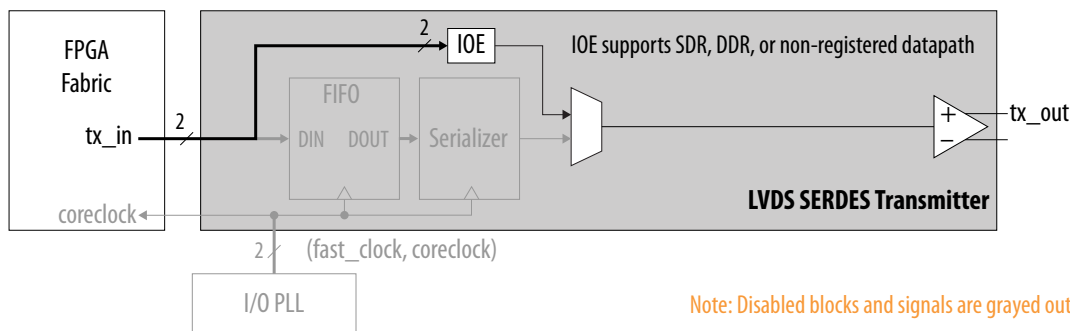 FPGA
Fabric
tx_in
coreclock
2
2
IOE
IOE supports SDR, DDR, or non-registered datapath
FIFO
DIN DOUT
Serializer
+
−
tx_out
LVDS SERDES Transmitter
2
(fast_clock, coreclock)
I/O PLL
Note: Disabled blocks and signals are grayed out